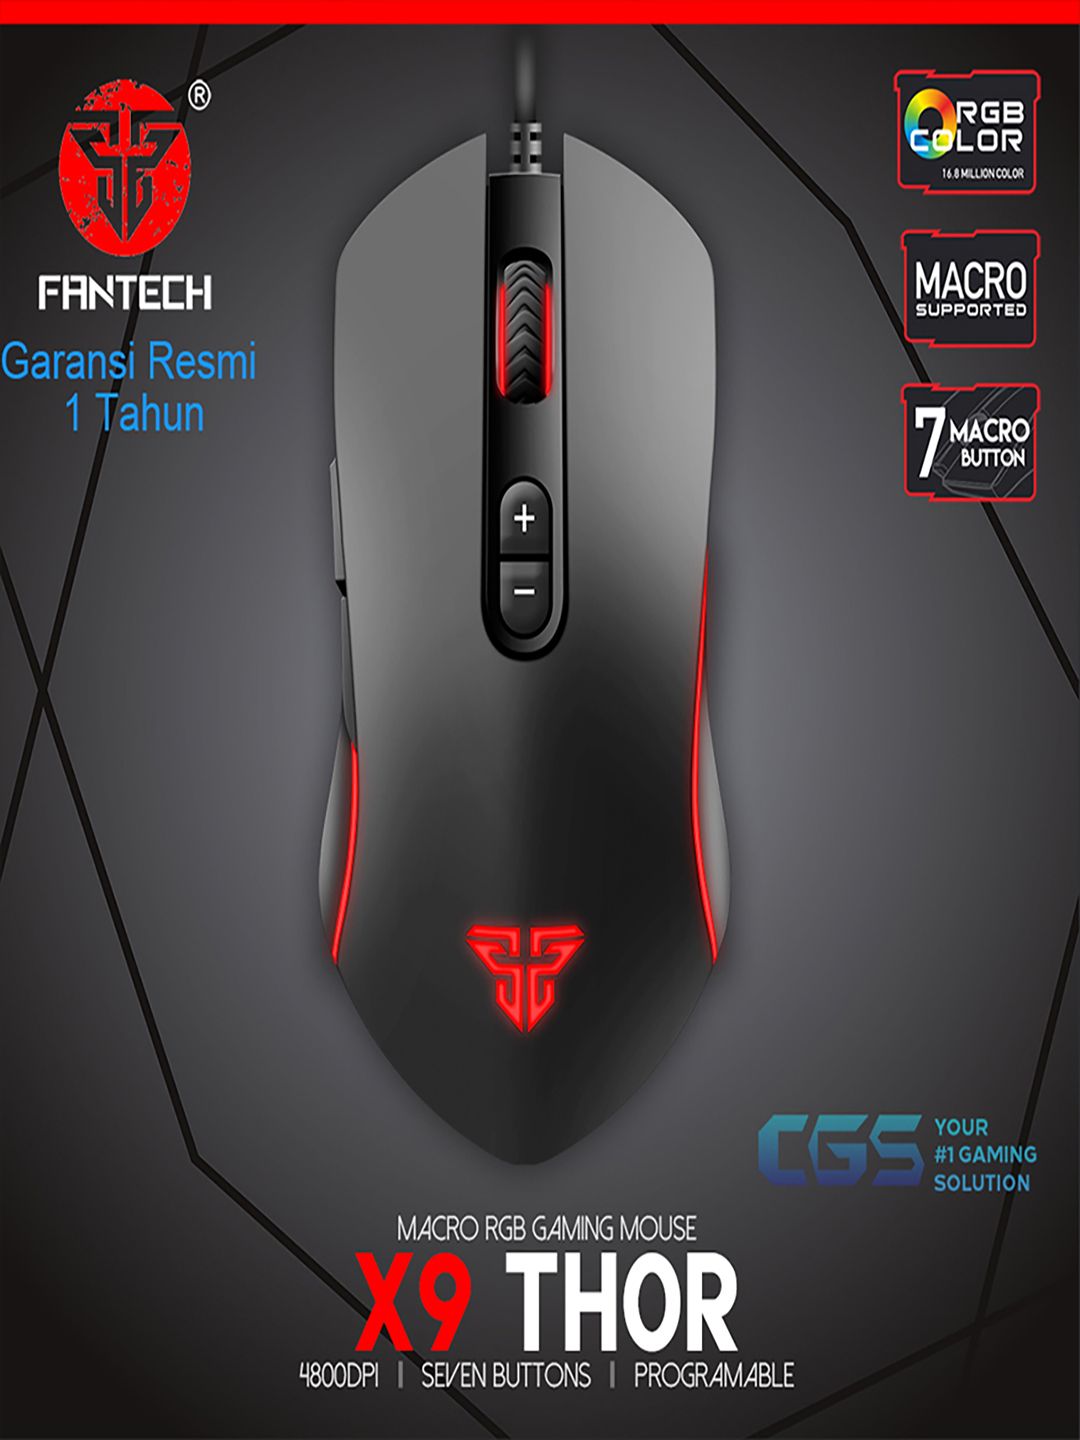 ®
FANTECH
Garansi Resmi
1 Tahun
RGB
COLOR
16.8 MILLION COLOR
MACRO
SUPPORTED
7 MACRO
BUTTON
+
−
CGS
YOUR
#1 GAMING
SOLUTION
MACRO RGB GAMING MOUSE
X9 THOR
4800DPI | SEVEN BUTTONS | PROGRAMABLE